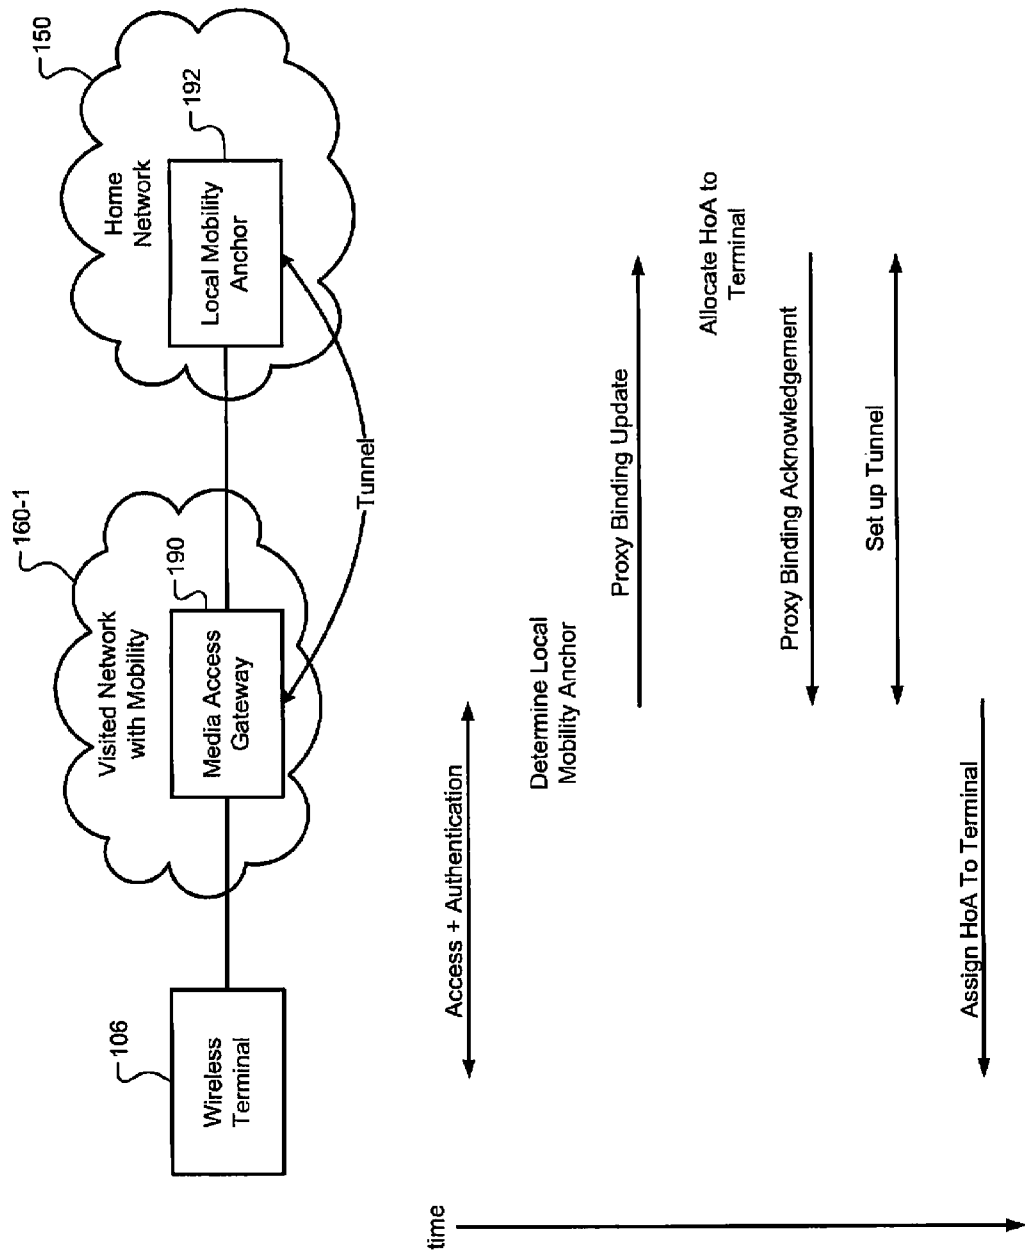 150
192
Home
Network
Local Mobility
Anchor
160-1
190
Visited Network
with Mobility
Media Access
Gateway
Tunnel
106
Wireless
Terminal
time
Access + Authentication
Determine Local
Mobility Anchor
Proxy Binding Update
Allocate HoA to
Terminal
Proxy Binding Acknowledgement
Set up Tunnel
Assign HoA To Terminal